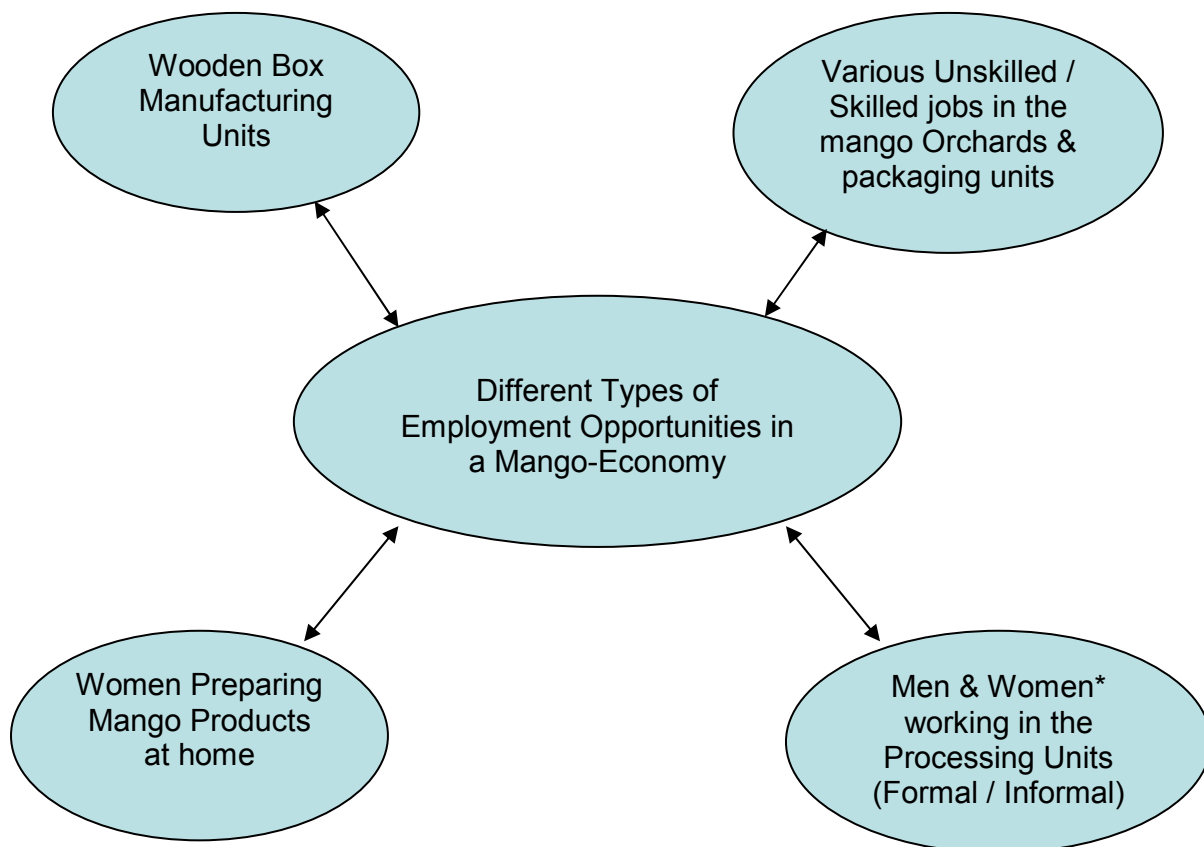 Wooden Box
Manufacturing
Units
Various Unskilled /
Skilled jobs in the
mango Orchards &
packaging units
Different Types of
Employment Opportunities in
a Mango-Economy
Women Preparing
Mango Products
at home
Men & Women*
working in the
Processing Units
(Formal / Informal)